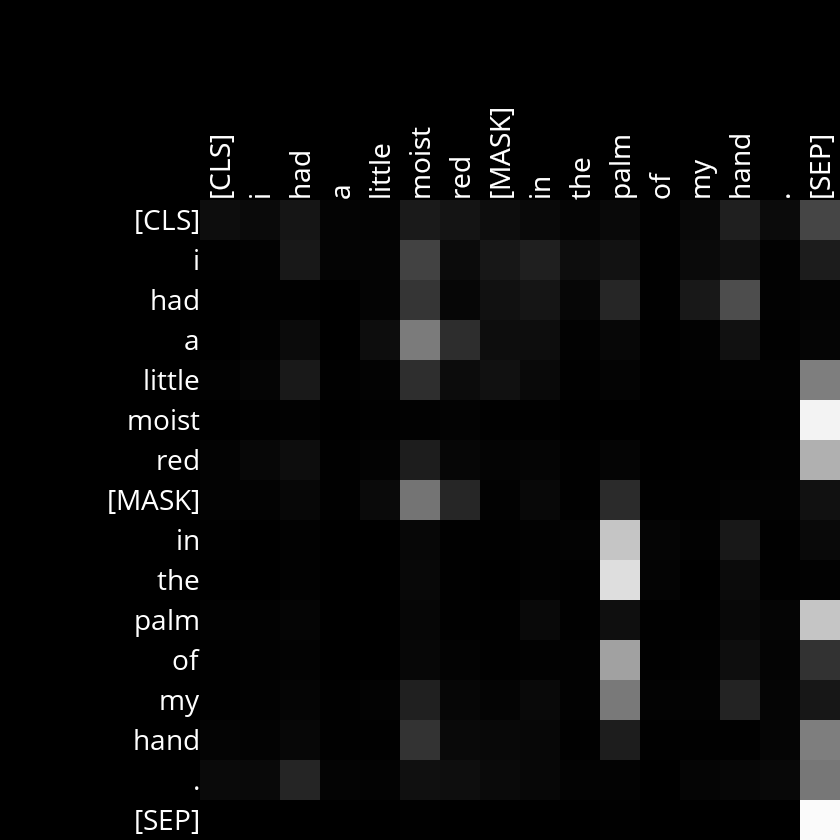 [CLS] i had a little moist red [MASK] in the palm of my hand . [SEP]
[CLS]
i
had
a
little
moist
red
[MASK]
in
the
palm
of
my
hand
.
[SEP]